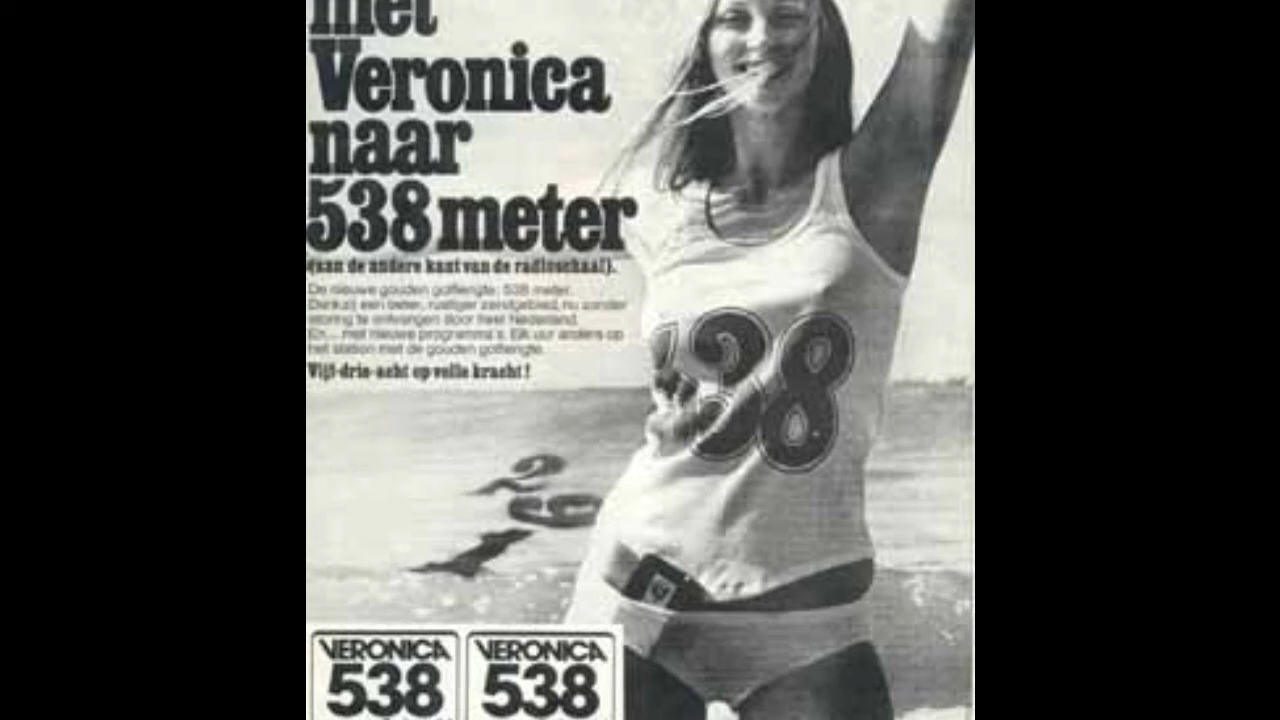 met
Veronica
naar
538 meter
(aan de andere kant van de radioschaal).
De nieuwe gouden golflengte: 538 meter.
Dankzij een beter, rustiger zendgebied, nu zonder
storing te ontvangen door heel Nederland.
En... met nieuwe programma's. Elk uur anders op
het station met de gouden golflengte.
Vijf-drie-acht op volle kracht!
38
192
VERONICA
538
VERONICA
538